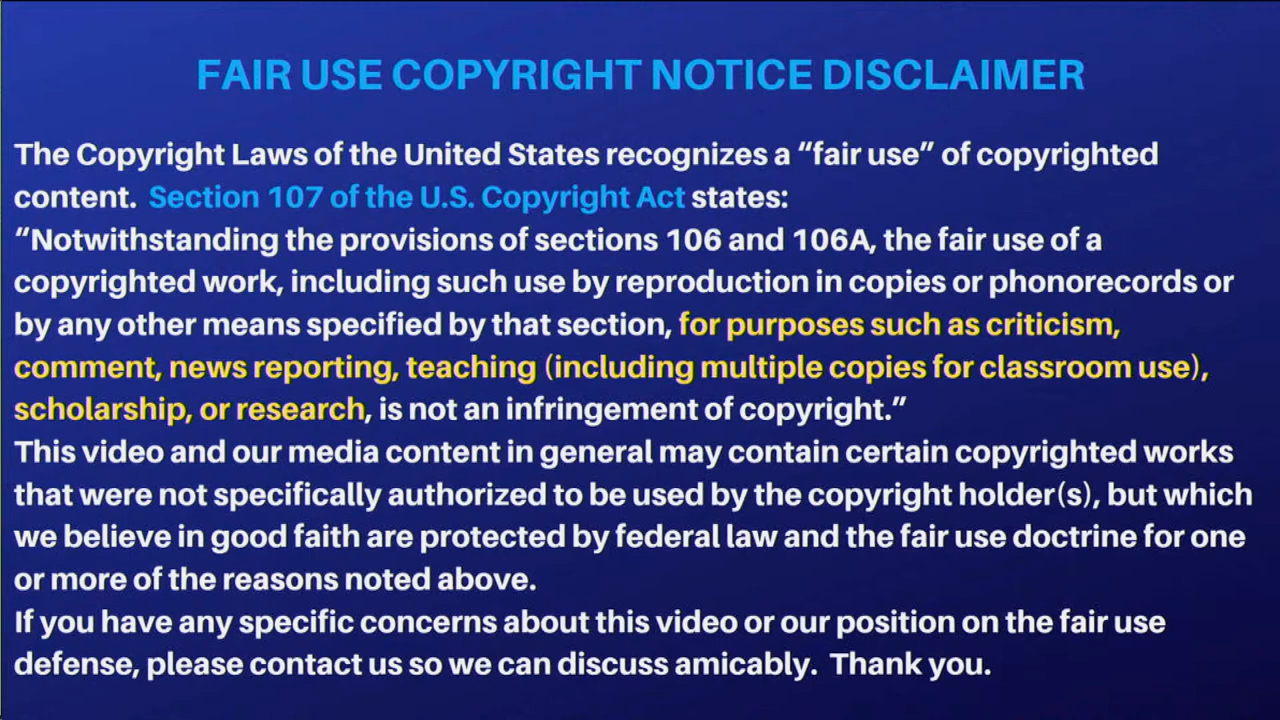 FAIR USE COPYRIGHT NOTICE DISCLAIMER
The Copyright Laws of the United States recognizes a “fair use” of copyrighted
content. Section 107 of the U.S. Copyright Act states:
“Notwithstanding the provisions of sections 106 and 106A, the fair use of a
copyrighted work, including such use by reproduction in copies or phonorecords or
by any other means specified by that section, for purposes such as criticism,
comment, news reporting, teaching (including multiple copies for classroom use),
scholarship, or research, is not an infringement of copyright.”
This video and our media content in general may contain certain copyrighted works
that were not specifically authorized to be used by the copyright holder(s), but which
we believe in good faith are protected by federal law and the fair use doctrine for one
or more of the reasons noted above.
If you have any specific concerns about this video or our position on the fair use
defense, please contact us so we can discuss amicably. Thank you.